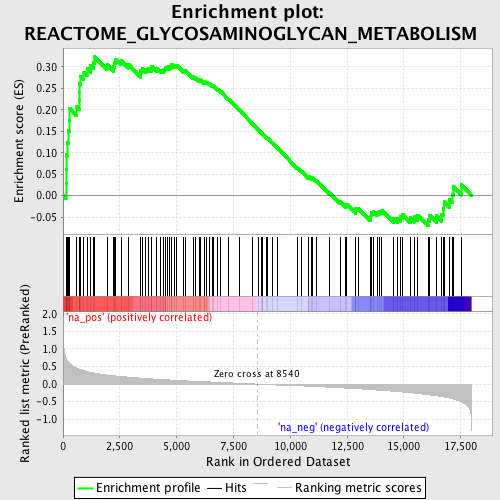 Enrichment plot:
REACTOME_GLYCOSAMINOGLYCAN_METABOLISM
Enrichment score (ES)
0.30
0.25
0.20
0.15
0.10
0.05
0.00
-0.05
'na_pos' (positively correlated)
Ranked list metric (PreRanked)
2.0
1.5
1.0
0.5
0.0
-0.5
-1.0
Zero cross at 8540
'na_neg' (negatively correlated)
0
2,500
5,000
7,500
10,000
12,500
15,000
17,500
Rank in Ordered Dataset
Enrichment profile
Hits
Ranking metric scores